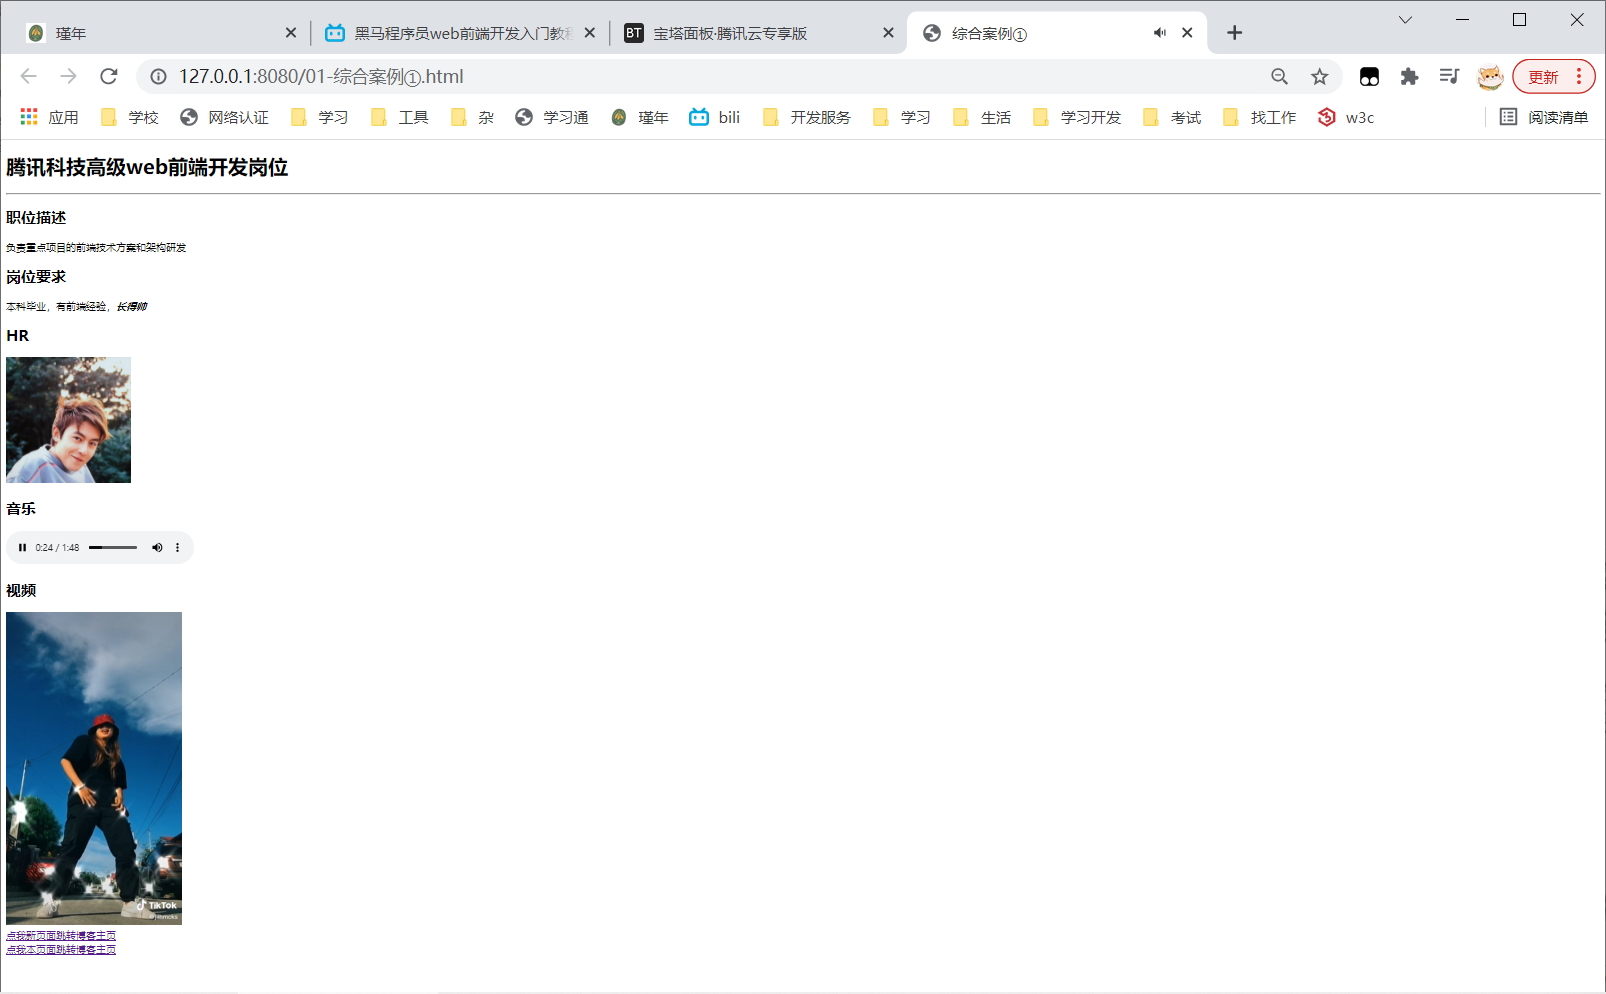 瑾年
黑马程序员web前端开发入门教程
BT 宝塔面板·腾讯云专享版
综合案例①
127.0.0.1:8080/01-综合案例①.html
更新
应用 学校 网络认证 学习 工具 杂 学习通 瑾年 bili 开发服务 学习 生活 学习开发 考试 找工作 w3c 阅读清单
腾讯科技高级web前端开发岗位
职位描述
负责重点项目的前端技术方案和架构研发
岗位要求
本科毕业，有前端经验，长得帅
HR
音乐
0:24 / 1:48
视频
TikTok
点我新页面跳转博客主页
点我本页面跳转博客主页